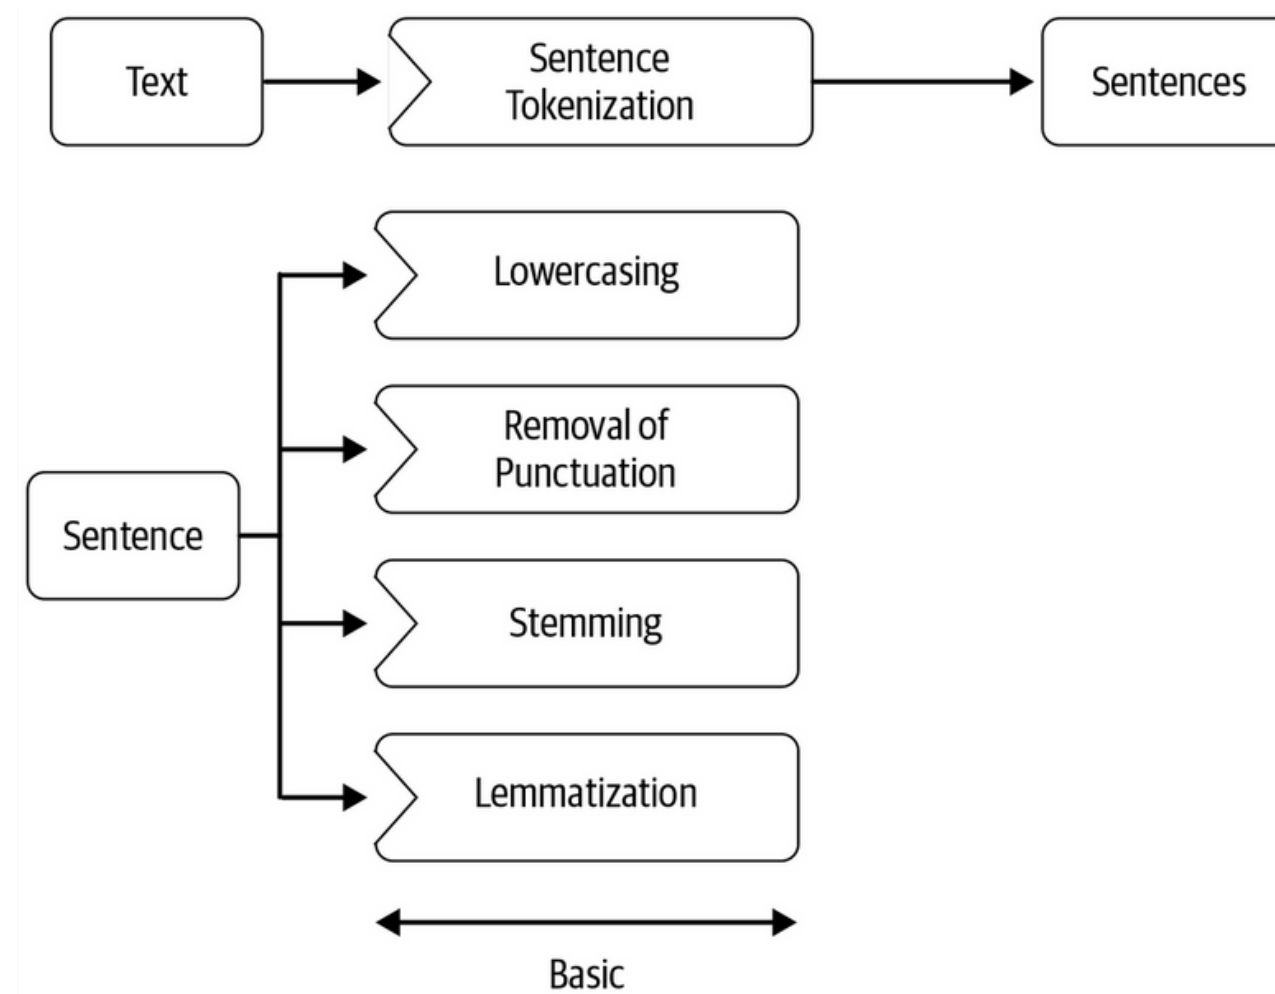 Text
Sentence
Tokenization
Sentences
Lowercasing
Removal of
Punctuation
Sentence
Stemming
Lemmatization
Basic